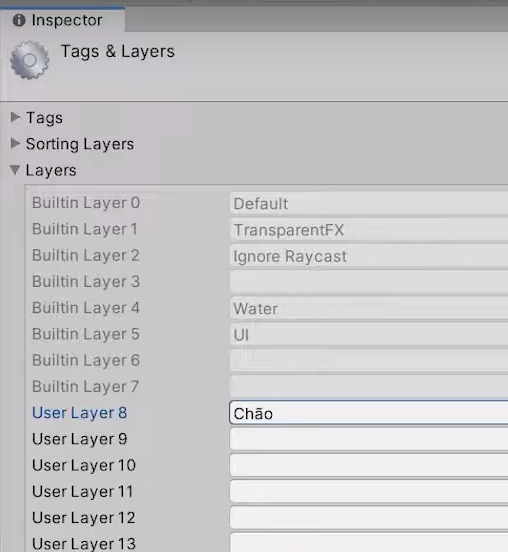 Inspector
Tags & Layers
Tags
Sorting Layers
Layers
Builtin Layer 0 Default
Builtin Layer 1 TransparentFX
Builtin Layer 2 Ignore Raycast
Builtin Layer 3
Builtin Layer 4 Water
Builtin Layer 5 UI
Builtin Layer 6
Builtin Layer 7
User Layer 8 Chão
User Layer 9
User Layer 10
User Layer 11
User Layer 12
User Layer 13